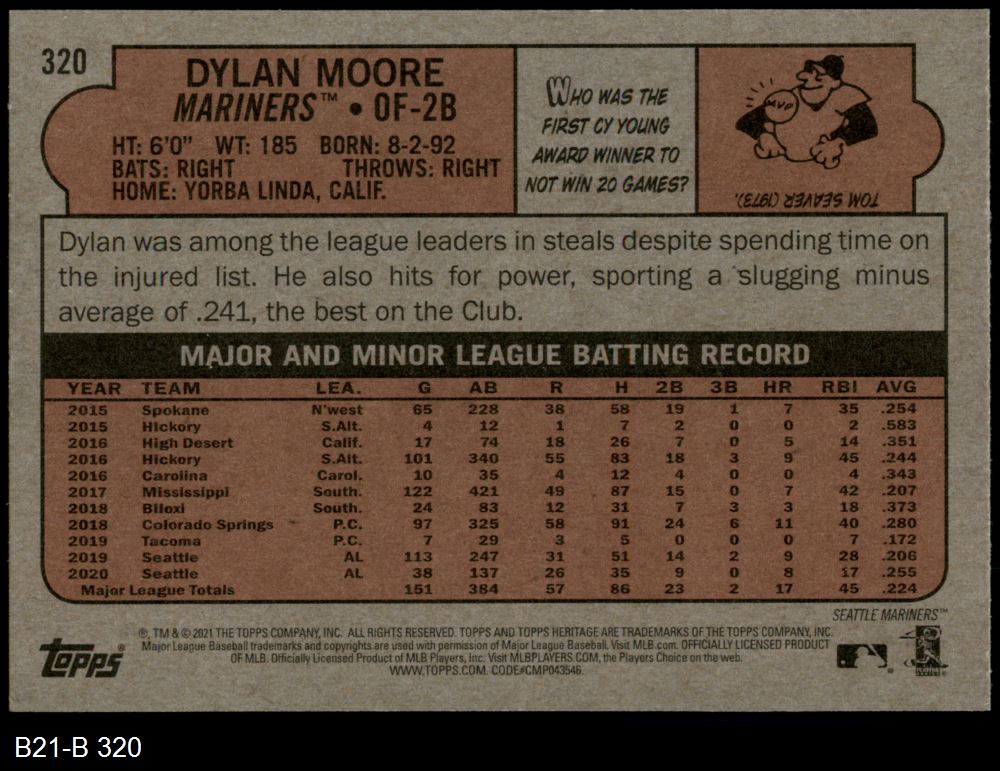 320
DYLAN MOORE
MARINERS™ • OF-2B
HT: 6'0" WT: 185 BORN: 8-2-92
BATS: RIGHT THROWS: RIGHT
HOME: YORBA LINDA, CALIF.
WHO WAS THE
FIRST CY YOUNG
AWARD WINNER TO
NOT WIN 20 GAMES?
MVP
TOM SEAVER (1973).
Dylan was among the league leaders in steals despite spending time on
the injured list. He also hits for power, sporting a slugging minus
average of .241, the best on the Club.
MAJOR AND MINOR LEAGUE BATTING RECORD
YEAR TEAM LEA. G AB R H 2B 3B HR RBI AVG
2015 Spokane N'west 65 228 38 58 19 1 7 35 .254
2015 Hickory S.Alt. 4 12 1 7 2 0 0 2 .583
2016 High Desert Calif. 17 74 18 26 7 0 5 14 .351
2016 Hickory S.Alt. 101 340 55 83 18 3 9 45 .244
2016 Carolina Carol. 10 35 4 12 4 0 0 4 .343
2017 Mississippi South. 122 421 49 87 15 0 7 42 .207
2018 Biloxi South. 24 83 12 31 7 3 3 18 .373
2018 Colorado Springs P.C. 97 325 58 91 24 6 11 40 .280
2019 Tacoma P.C. 7 29 3 5 0 0 0 7 .172
2019 Seattle AL 113 247 31 51 14 2 9 28 .206
2020 Seattle AL 38 137 26 35 9 0 8 17 .255
Major League Totals 151 384 57 86 23 2 17 45 .224
SEATTLE MARINERS™
®, TM & © 2021 THE TOPPS COMPANY, INC. ALL RIGHTS RESERVED. TOPPS AND TOPPS HERITAGE ARE TRADEMARKS OF THE TOPPS COMPANY, INC.
Major League Baseball trademarks and copyrights are used with permission of Major League Baseball. Visit MLB.com. OFFICIALLY LICENSED PRODUCT
OF MLB. Officially Licensed Product of MLB Players, Inc. Visit MLBPLAYERS.COM, the Players Choice on the web.
WWW.TOPPS.COM. CODE#CMP043546.
topps®
B21-B 320